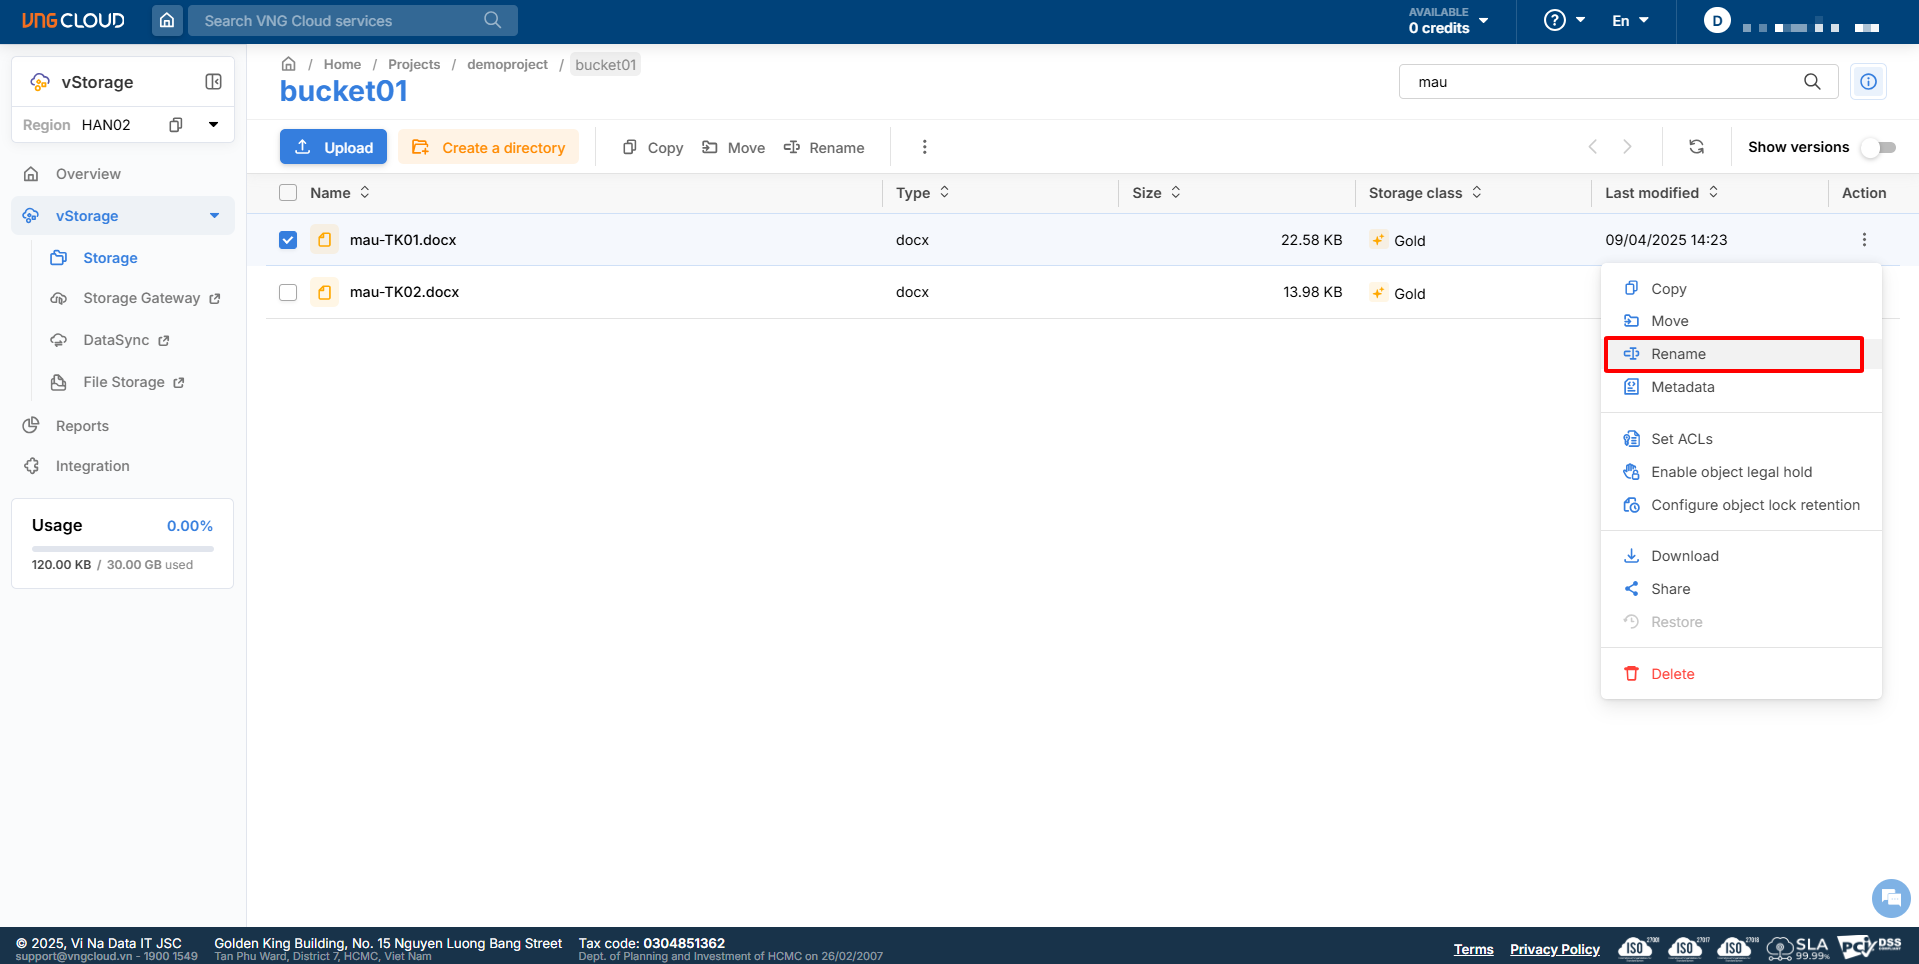 VNG CLOUD
Search VNG Cloud services
AVAILABLE
0 credits
?
En
D
vStorage
Region HAN02
Overview
vStorage
Storage
Storage Gateway
DataSync
File Storage
Reports
Integration
Usage 0.00%
120.00 KB / 30.00 GB used
/ Home / Projects / demoproject / bucket01
bucket01
mau
Upload
Create a directory
Copy
Move
Rename
Show versions
Name Type Size Storage class Last modified Action
mau-TK01.docx docx 22.58 KB Gold 09/04/2025 14:23
mau-TK02.docx docx 13.98 KB Gold
Copy
Move
Rename
Metadata
Set ACLs
Enable object legal hold
Configure object lock retention
Download
Share
Restore
Delete
© 2025, Vi Na Data IT JSC
support@vngcloud.vn - 1900 1549
Golden King Building, No. 15 Nguyen Luong Bang Street
Tan Phu Ward, District 7, HCMC, Viet Nam
Tax code: 0304851362
Dept. of Planning and Investment of HCMC on 26/02/2007
Terms
Privacy Policy
ISO 27001
ISO 27017
ISO 27018
SLA
99.99%
PCI DSS